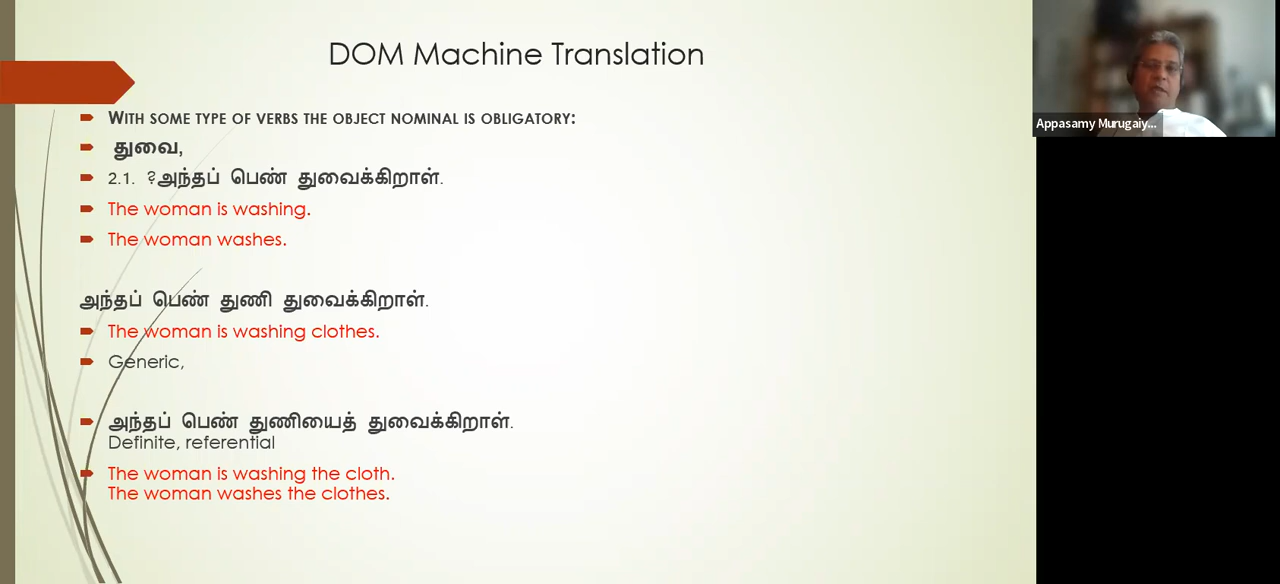 DOM Machine Translation
WITH SOME TYPE OF VERBS THE OBJECT NOMINAL IS OBLIGATORY:
துவை,
2.1. ?அந்தப் பெண் துவைக்கிறாள்.
The woman is washing.
The woman washes.
அந்தப் பெண் துணி துவைக்கிறாள்.
The woman is washing clothes.
Generic,
அந்தப் பெண் துணியைத் துவைக்கிறாள்.
Definite, referential
The woman is washing the cloth.
The woman washes the clothes.
Appasamy Murugaiy...